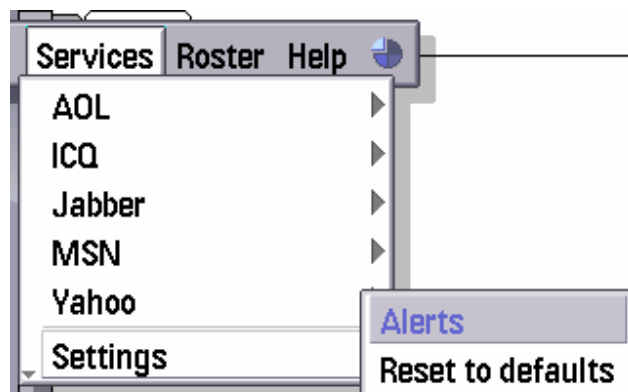 Services Roster Help
AOL
ICQ
Jabber
MSN
Yahoo
Settings
Alerts
Reset to defaults